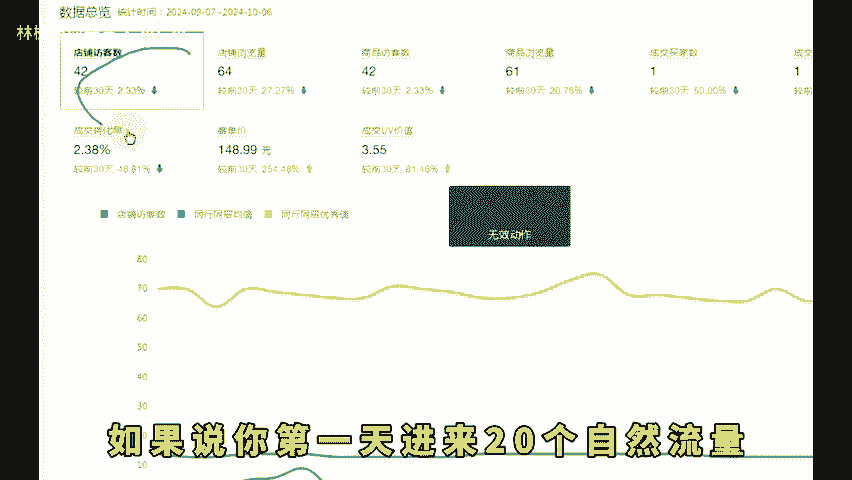 数据总览 统计时间：2024-09-07~2024-10-06
林
店铺访客数 店铺浏览量 商品访客数 商品浏览量 成交买家数 成交
42 64 42 61 1 1
较前30天 2.33% 较前30天 27.27% 较前30天 2.33% 较前30天 20.78% 较前30天 50.00% 较前
成交转化率 客单价 成交UV价值
2.38% 148.99 元 3.55
较前30天 48.81% 较前30天 254.48% 较前30天 81.46%
店铺访客数 同行同层均值 同行同层优秀值
无效动作
80
70
60
50
40
30
如果说你第一天进来20个自然流量
10